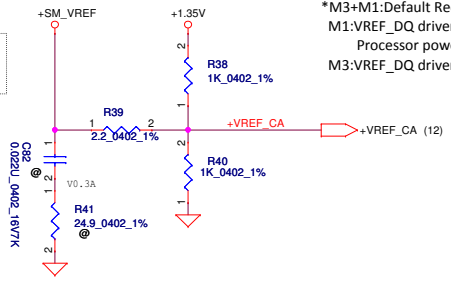 *M3+M1:Default Re
M1:VREF_DQ driver
Processor pow
M3:VREF_DQ driver
+SM_VREF
+1.35V
2
R38
1K_0402_1%
1
R39
1
2
2.2_0402_1%
+VREF_CA
+VREF_CA (12)
1
C82
0.022U_0402_16V7K
@
2
V0.3A
2
R40
1K_0402_1%
1
1
R41
24.9_0402_1%
@
2